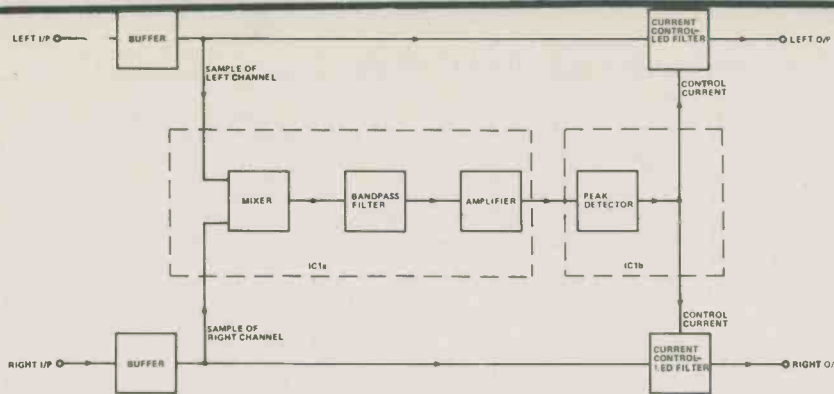 LEFT I/P
BUFFER
CURRENT
CONTROL-
LED FILTER
LEFT O/P
SAMPLE OF
LEFT CHANNEL
CONTROL
CURRENT
MIXER
BANDPASS
FILTER
AMPLIFIER
PEAK
DETECTOR
IC1a
IC1b
SAMPLE OF
RIGHT CHANNEL
CONTROL
CURRENT
RIGHT I/P
BUFFER
CURRENT
CONTROL-
LED FILTER
RIGHT O/